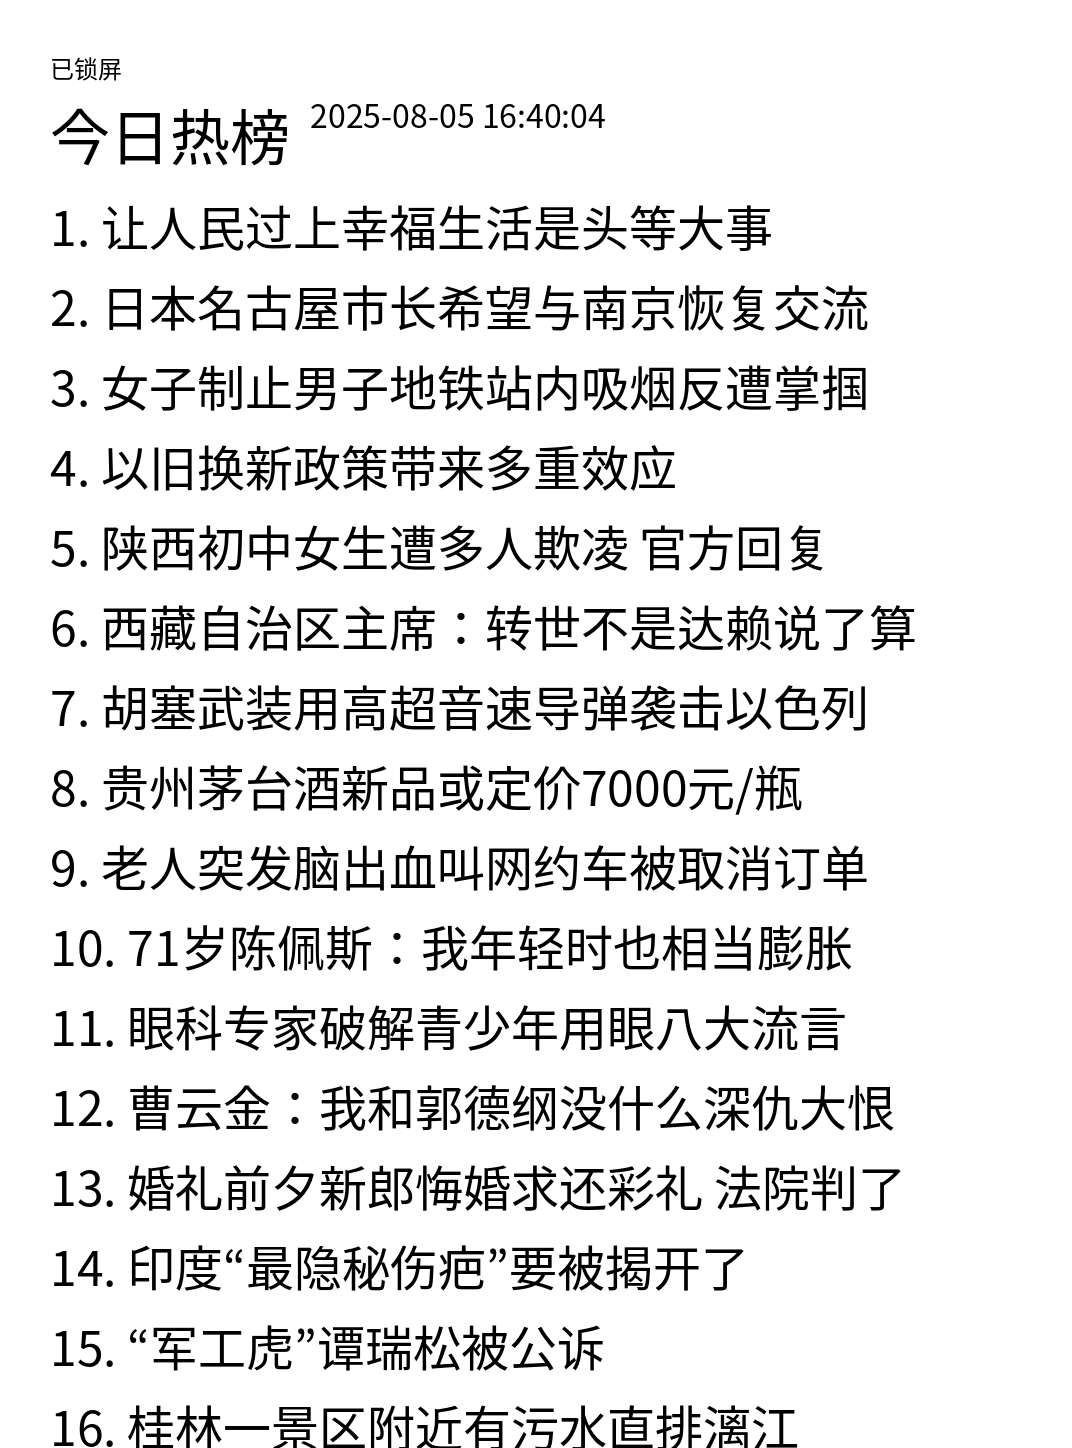 已锁屏
今日热榜 2025-08-05 16:40:04
1. 让人民过上幸福生活是头等大事
2. 日本名古屋市长希望与南京恢复交流
3. 女子制止男子地铁站内吸烟反遭掌掴
4. 以旧换新政策带来多重效应
5. 陕西初中女生遭多人欺凌 官方回复
6. 西藏自治区主席：转世不是达赖说了算
7. 胡塞武装用高超音速导弹袭击以色列
8. 贵州茅台酒新品或定价7000元/瓶
9. 老人突发脑出血叫网约车被取消订单
10. 71岁陈佩斯：我年轻时也相当膨胀
11. 眼科专家破解青少年用眼八大流言
12. 曹云金：我和郭德纲没什么深仇大恨
13. 婚礼前夕新郎悔婚求还彩礼 法院判了
14. 印度“最隐秘伤疤”要被揭开了
15. “军工虎”谭瑞松被公诉
16. 桂林一景区附近有污水直排漓江